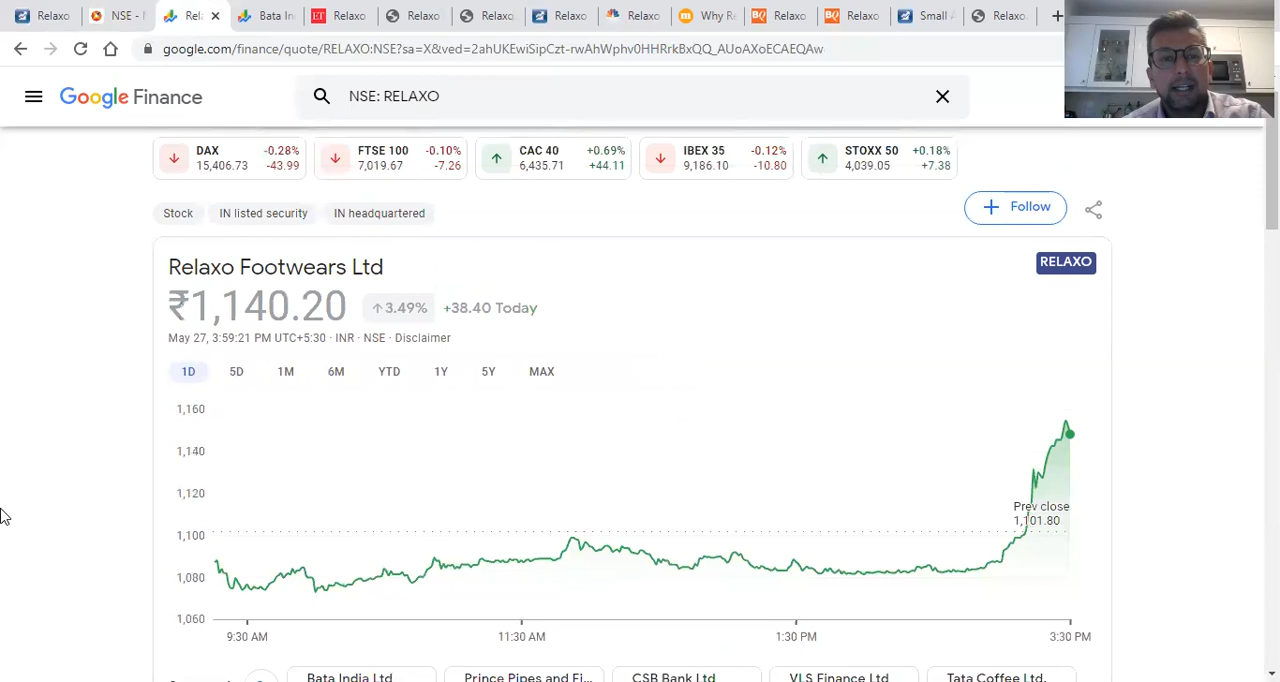 Relaxo
NSE -
Rel
Bata In
Relaxo
Relaxo
Relaxo
Relaxo
Relaxo
Why Re
Relaxo
Relaxo
Small
Relaxo
google.com/finance/quote/RELAXO:NSE?sa=X&ved=2ahUKEwiSipCzt-rwAhWphv0HHRrkBxQQ_AUoAXoECAEQAw
Google Finance
NSE: RELAXO
DAX -0.28%
15,406.73 -43.99
FTSE 100 -0.10%
7,019.67 -7.26
CAC 40 +0.69%
6,435.71 +44.11
IBEX 35 -0.12%
9,186.10 -10.80
STOXX 50 +0.18%
4,039.05 +7.38
Stock
IN listed security
IN headquartered
Follow
Relaxo Footwears Ltd
RELAXO
₹1,140.20 3.49% +38.40 Today
May 27, 3:59:21 PM UTC+5:30 · INR · NSE · Disclaimer
1D 5D 1M 6M YTD 1Y 5Y MAX
1,160
1,140
1,120
Prev close
1,101.80
1,100
1,080
1,060
9:30 AM 11:30 AM 1:30 PM 3:30 PM
Bata India Ltd
Prince Pipes and Fi...
CSB Bank Ltd
VLS Finance Ltd
Tata Coffee Ltd.